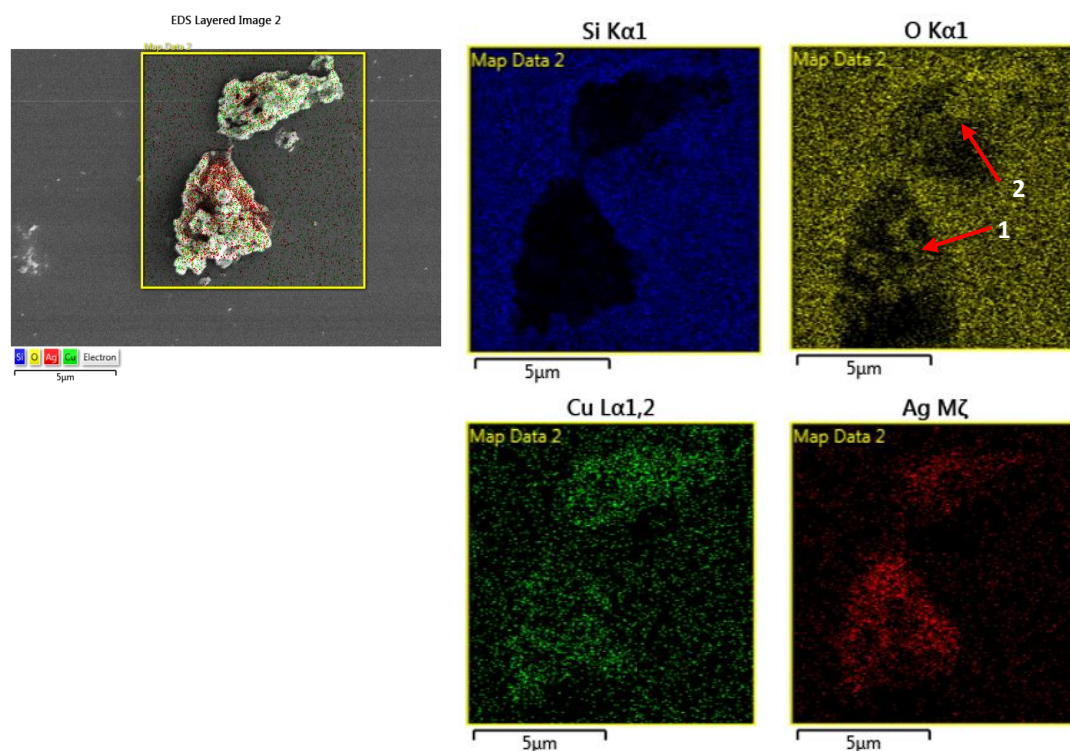 EDS Layered Image 2
Map Data 2
Si O Ag Cu Electron
5µm
Si Kα1
Map Data 2
5µm
O Kα1
Map Data 2
2
1
5µm
Cu Lα1,2
Map Data 2
5µm
Ag Mζ
Map Data 2
5µm